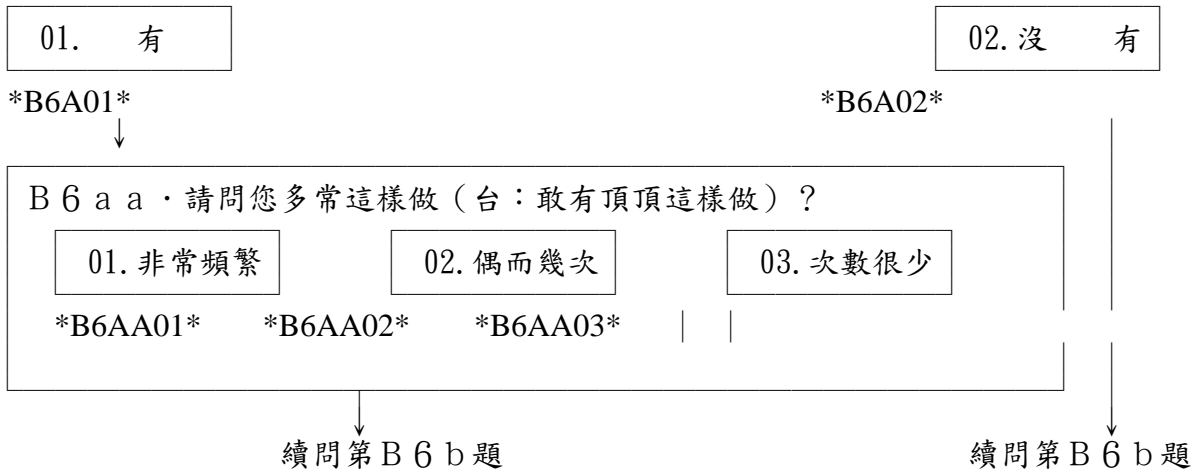 01.　有　02.沒　有
*B6A01*　*B6A02*
Ｂ６ａａ．請問您多常這樣做（台：敢有頂頂這樣做）？
01.非常頻繁　02.偶而幾次　03.次數很少
*B6AA01*　*B6AA02*　*B6AA03*
續問第Ｂ６ｂ題　續問第Ｂ６ｂ題